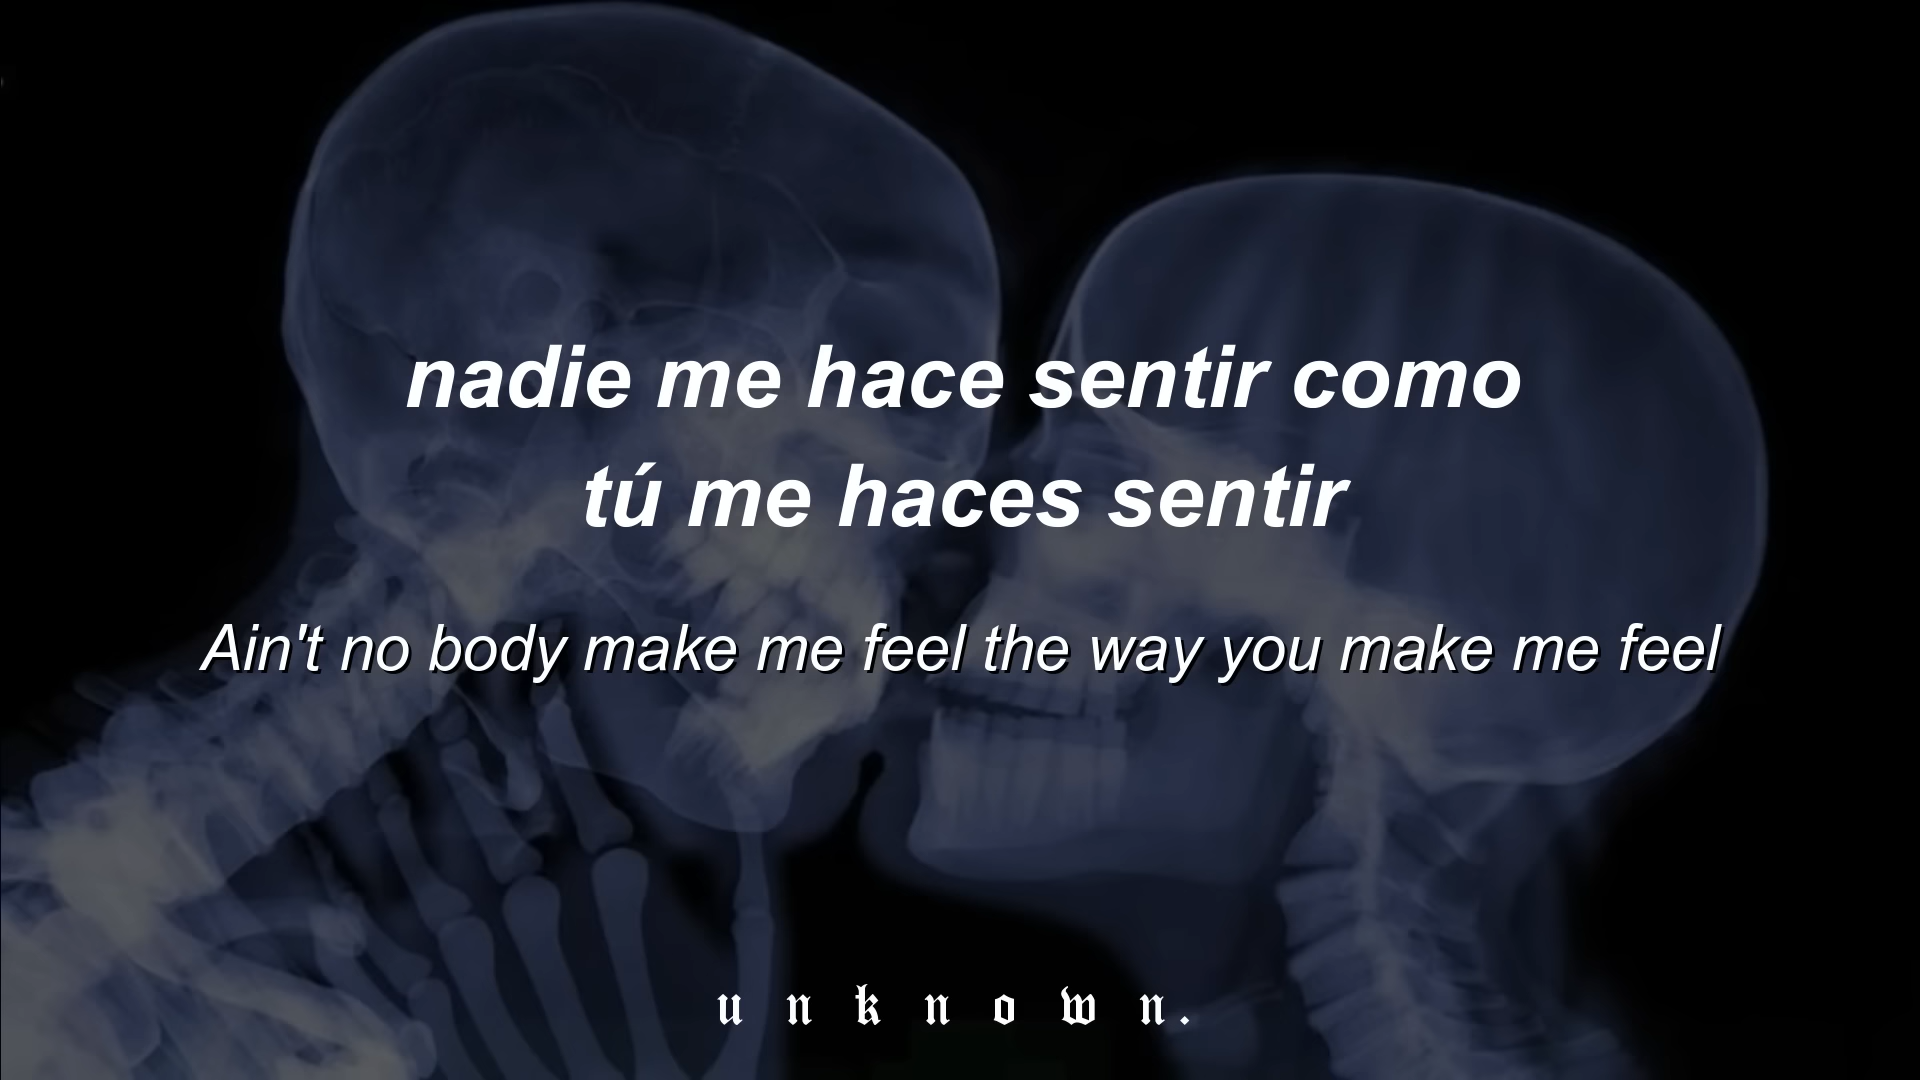 nadie me hace sentir como
tú me haces sentir
Ain't no body make me feel the way you make me feel
u n k n o w n.